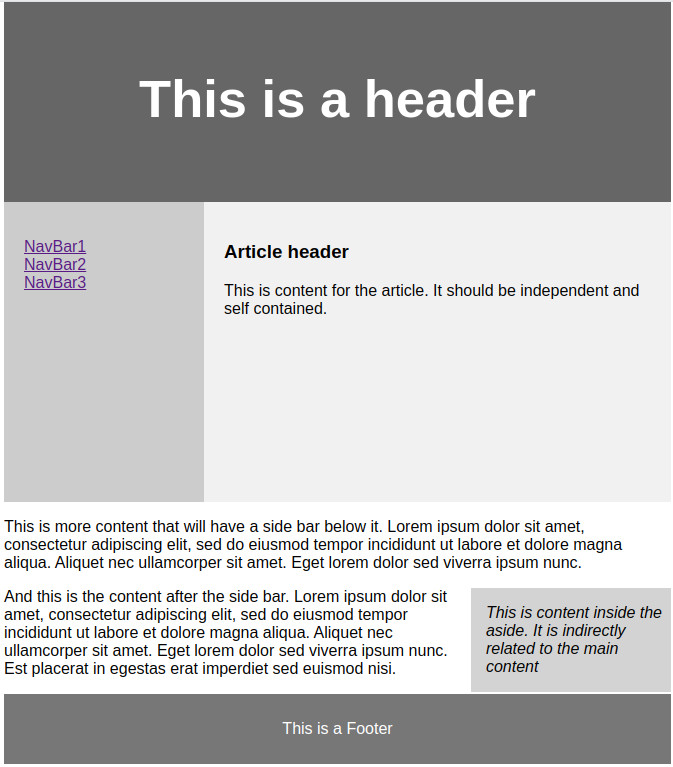 This is a header
NavBar1
NavBar2
NavBar3
Article header
This is content for the article. It should be independent and
self contained.
This is more content that will have a side bar below it. Lorem ipsum dolor sit amet,
consectetur adipiscing elit, sed do eiusmod tempor incididunt ut labore et dolore magna
aliqua. Aliquet nec ullamcorper sit amet. Eget lorem dolor sed viverra ipsum nunc.
And this is the content after the side bar. Lorem ipsum dolor sit
amet, consectetur adipiscing elit, sed do eiusmod tempor
incididunt ut labore et dolore magna aliqua. Aliquet nec
ullamcorper sit amet. Eget lorem dolor sed viverra ipsum nunc.
Est placerat in egestas erat imperdiet sed euismod nisi.
This is content inside the
aside. It is indirectly
related to the main
content
This is a Footer